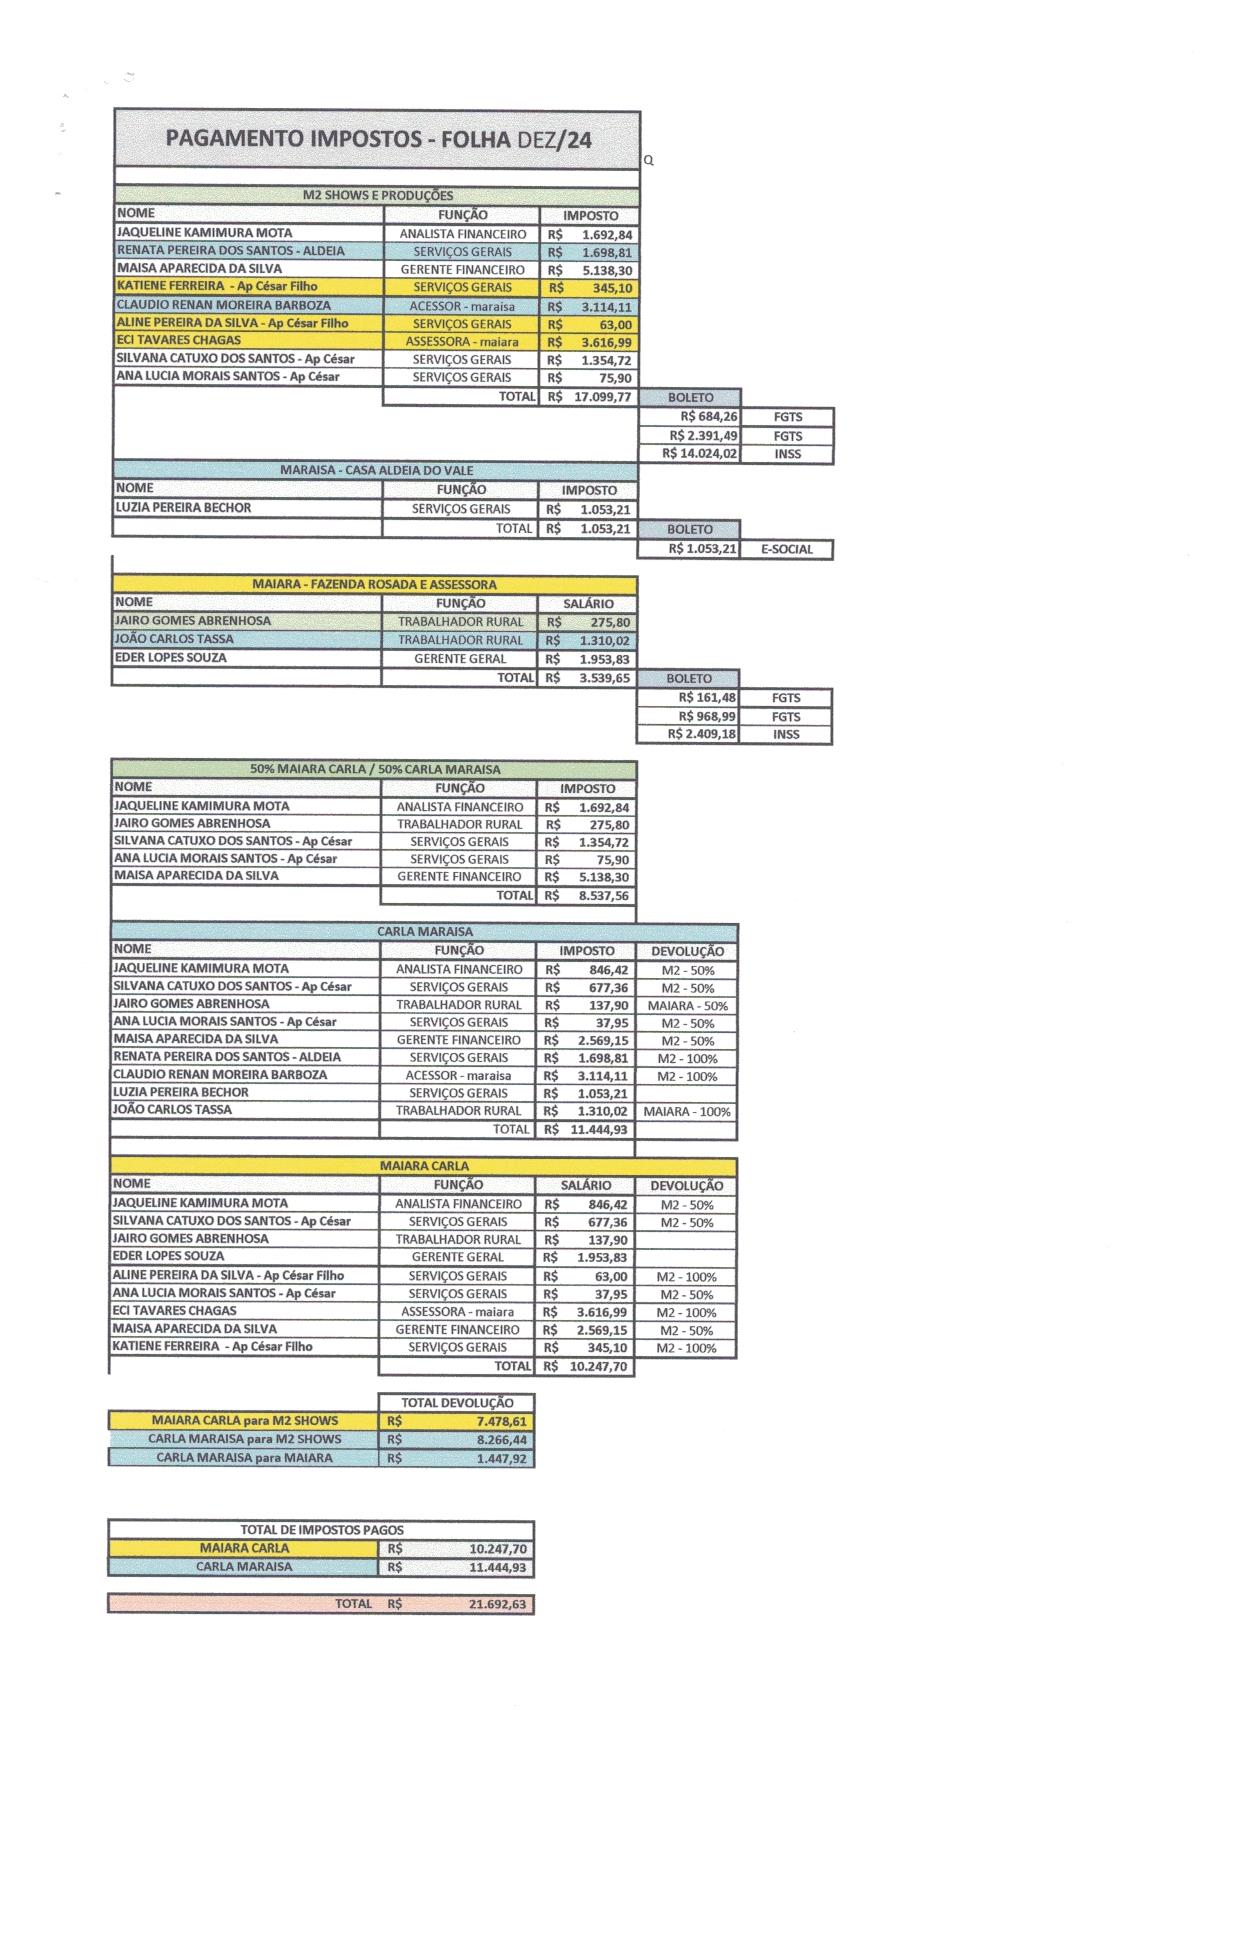 PAGAMENTO IMPOSTOS - FOLHA DEZ/24
Q
M2 SHOWS E PRODUÇÕES
NOME FUNÇÃO IMPOSTO
JAQUELINE KAMIMURA MOTA ANALISTA FINANCEIRO R$ 1.692,84
RENATA PEREIRA DOS SANTOS - ALDEIA SERVIÇOS GERAIS R$ 1.698,81
MAISA APARECIDA DA SILVA GERENTE FINANCEIRO R$ 5.138,30
KATIENE FERREIRA - Ap César Filho SERVIÇOS GERAIS R$ 345,10
CLAUDIO RENAN MOREIRA BARBOZA ACESSOR - maraisa R$ 3.114,11
ALINE PEREIRA DA SILVA - Ap César Filho SERVIÇOS GERAIS R$ 63,00
ECI TAVARES CHAGAS ASSESSORA - maiara R$ 3.616,99
SILVANA CATUXO DOS SANTOS - Ap César SERVIÇOS GERAIS R$ 1.354,72
ANA LUCIA MORAIS SANTOS - Ap César SERVIÇOS GERAIS R$ 75,90
TOTAL R$ 17.099,77 BOLETO
R$ 684,26 FGTS
R$ 2.391,49 FGTS
R$ 14.024,02 INSS
MARAISA - CASA ALDEIA DO VALE
NOME FUNÇÃO IMPOSTO
LUZIA PEREIRA BECHOR SERVIÇOS GERAIS R$ 1.053,21
TOTAL R$ 1.053,21 BOLETO
R$ 1.053,21 E-SOCIAL
MAIARA - FAZENDA ROSADA E ASSESSORA
NOME FUNÇÃO SALÁRIO
JAIRO GOMES ABRENHOSA TRABALHADOR RURAL R$ 275,80
JOÃO CARLOS TASSA TRABALHADOR RURAL R$ 1.310,02
EDER LOPES SOUZA GERENTE GERAL R$ 1.953,83
TOTAL R$ 3.539,65 BOLETO
R$ 161,48 FGTS
R$ 968,99 FGTS
R$ 2.409,18 INSS
50% MAIARA CARLA / 50% CARLA MARAISA
NOME FUNÇÃO IMPOSTO
JAQUELINE KAMIMURA MOTA ANALISTA FINANCEIRO R$ 1.692,84
JAIRO GOMES ABRENHOSA TRABALHADOR RURAL R$ 275,80
SILVANA CATUXO DOS SANTOS - Ap César SERVIÇOS GERAIS R$ 1.354,72
ANA LUCIA MORAIS SANTOS - Ap César SERVIÇOS GERAIS R$ 75,90
MAISA APARECIDA DA SILVA GERENTE FINANCEIRO R$ 5.138,30
TOTAL R$ 8.537,56
CARLA MARAISA
NOME FUNÇÃO IMPOSTO DEVOLUÇÃO
JAQUELINE KAMIMURA MOTA ANALISTA FINANCEIRO R$ 846,42 M2 - 50%
SILVANA CATUXO DOS SANTOS - Ap César SERVIÇOS GERAIS R$ 677,36 M2 - 50%
JAIRO GOMES ABRENHOSA TRABALHADOR RURAL R$ 137,90 MAIARA - 50%
ANA LUCIA MORAIS SANTOS - Ap César SERVIÇOS GERAIS R$ 37,95 M2 - 50%
MAISA APARECIDA DA SILVA GERENTE FINANCEIRO R$ 2.569,15 M2 - 50%
RENATA PEREIRA DOS SANTOS - ALDEIA SERVIÇOS GERAIS R$ 1.698,81 M2 - 100%
CLAUDIO RENAN MOREIRA BARBOZA ACESSOR - maraisa R$ 3.114,11 M2 - 100%
LUZIA PEREIRA BECHOR SERVIÇOS GERAIS R$ 1.053,21
JOÃO CARLOS TASSA TRABALHADOR RURAL R$ 1.310,02 MAIARA - 100%
TOTAL R$ 11.444,93
MAIARA CARLA
NOME FUNÇÃO SALÁRIO DEVOLUÇÃO
JAQUELINE KAMIMURA MOTA ANALISTA FINANCEIRO R$ 846,42 M2 - 50%
SILVANA CATUXO DOS SANTOS - Ap César SERVIÇOS GERAIS R$ 677,36 M2 - 50%
JAIRO GOMES ABRENHOSA TRABALHADOR RURAL R$ 137,90
EDER LOPES SOUZA GERENTE GERAL R$ 1.953,83
ALINE PEREIRA DA SILVA - Ap César Filho SERVIÇOS GERAIS R$ 63,00 M2 - 100%
ANA LUCIA MORAIS SANTOS - Ap César SERVIÇOS GERAIS R$ 37,95 M2 - 50%
ECI TAVARES CHAGAS ASSESSORA - maiara R$ 3.616,99 M2 - 100%
MAISA APARECIDA DA SILVA GERENTE FINANCEIRO R$ 2.569,15 M2 - 50%
KATIENE FERREIRA - Ap César Filho SERVIÇOS GERAIS R$ 345,10 M2 - 100%
TOTAL R$ 10.247,70
TOTAL DEVOLUÇÃO
MAIARA CARLA para M2 SHOWS R$ 7.478,61
CARLA MARAISA para M2 SHOWS R$ 8.266,44
CARLA MARAISA para MAIARA R$ 1.447,92
TOTAL DE IMPOSTOS PAGOS
MAIARA CARLA R$ 10.247,70
CARLA MARAISA R$ 11.444,93
TOTAL R$ 21.692,63